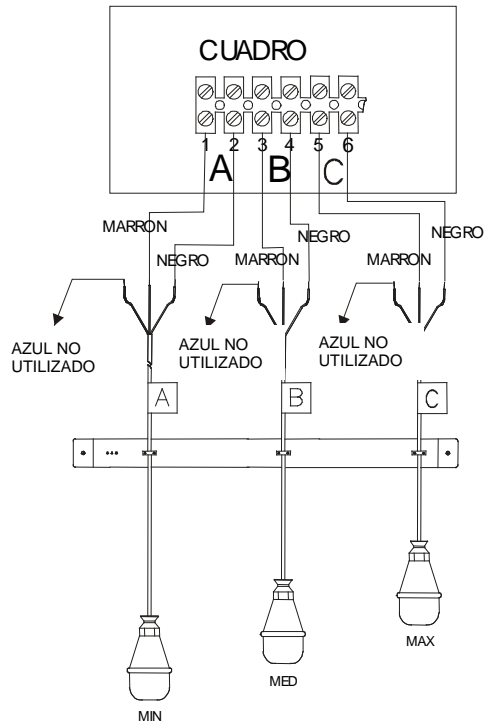 CUADRO
1 2 3 4 5 6
A B C
MARRON
NEGRO
MARRON
NEGRO
MARRON
NEGRO
AZUL NO
UTILIZADO
AZUL NO
UTILIZADO
AZUL NO
UTILIZADO
A
B
C
MAX
MED
MIN